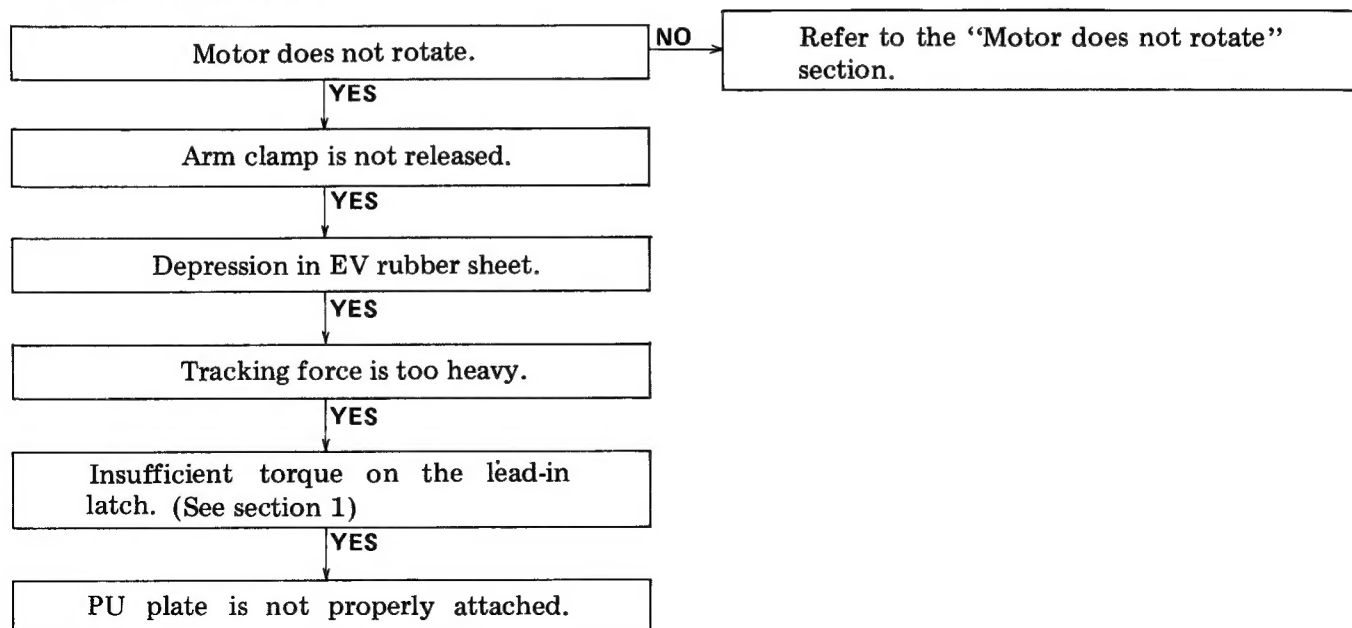 Motor does not rotate.
NO
Refer to the “Motor does not rotate”
section.
YES
Arm clamp is not released.
YES
Depression in EV rubber sheet.
YES
Tracking force is too heavy.
YES
Insufficient torque on the lead-in
latch. (See section 1)
YES
PU plate is not properly attached.